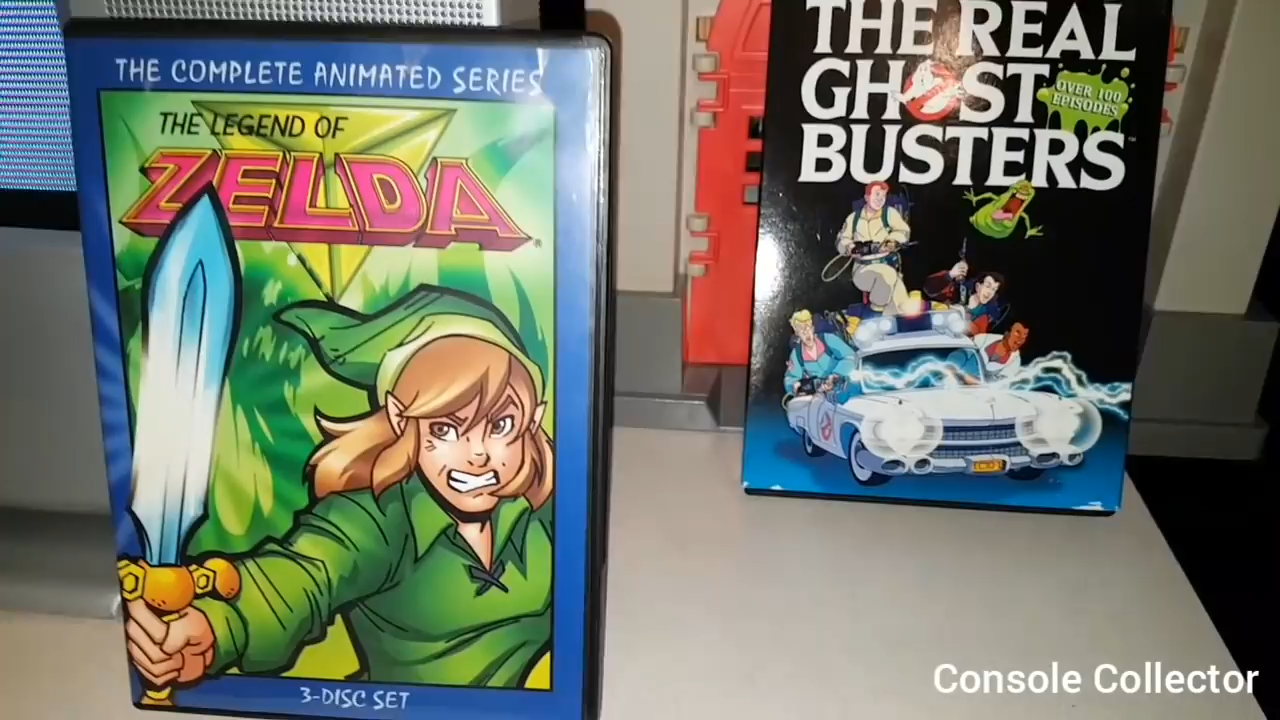 THE COMPLETE ANIMATED SERIES
THE LEGEND OF
ZELDA
3-DISC SET
THE REAL
GHOST
BUSTERS
OVER 100
EPISODES
Console Collector